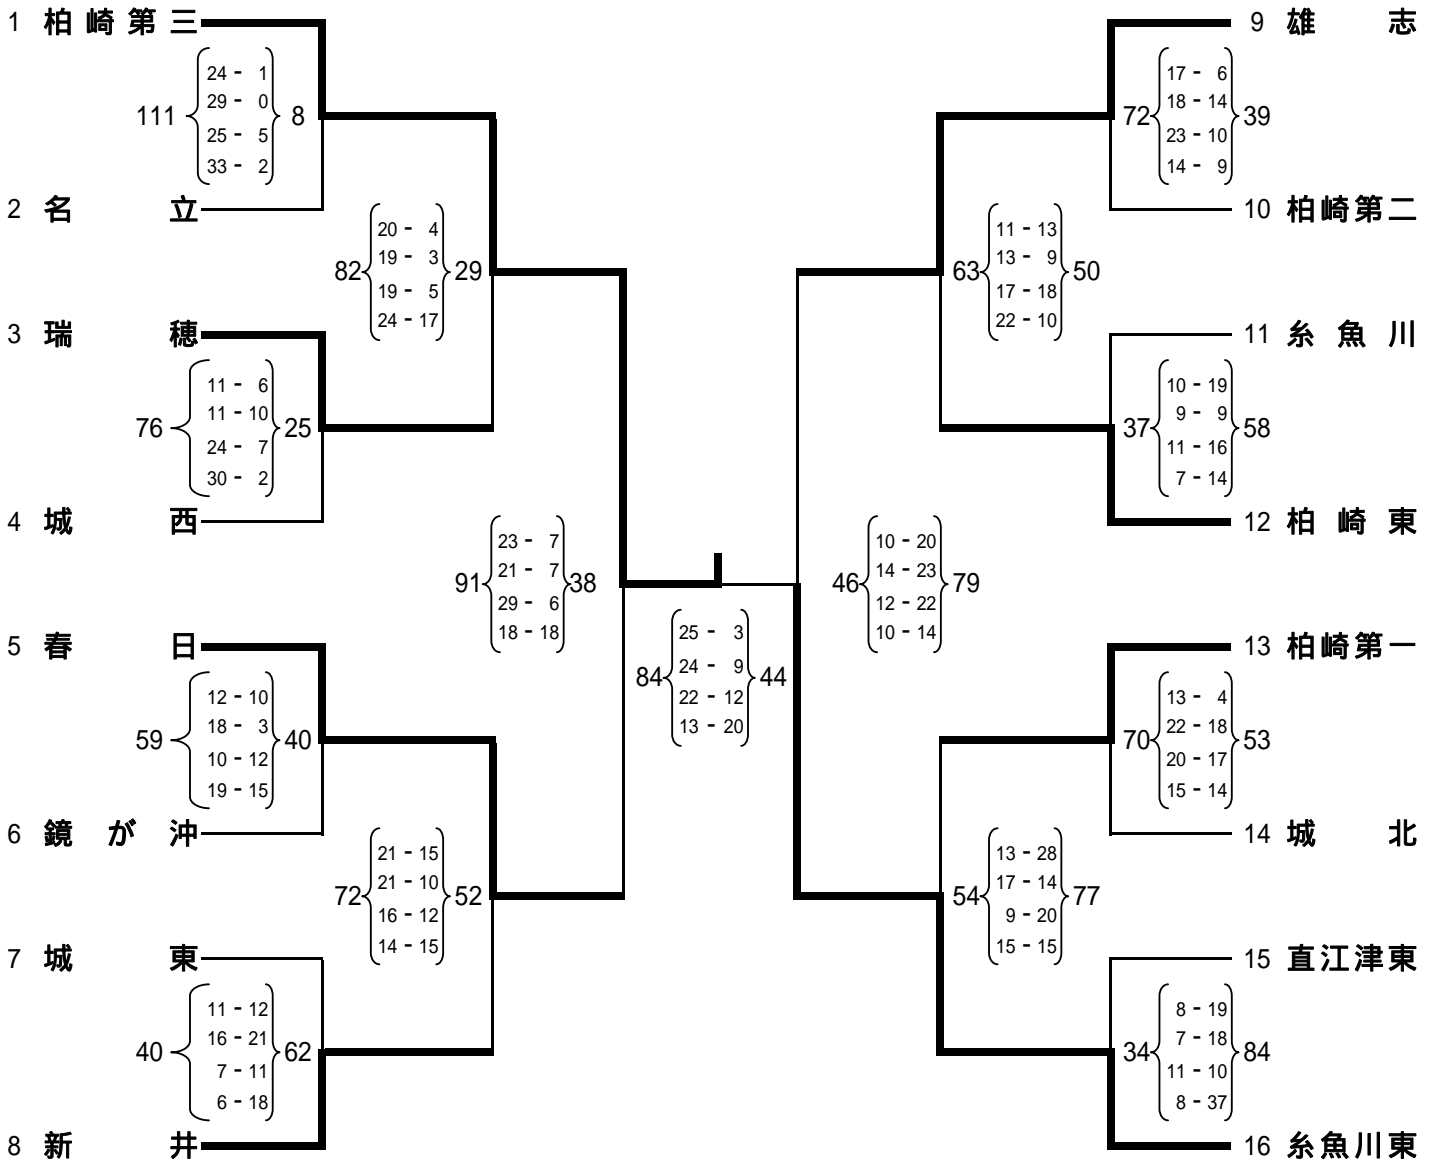 1 柏崎第三
24 - 1
29 - 0
111 8
25 - 5
33 - 2
2 名立
20 - 4
19 - 3
82 29
19 - 5
24 - 17
3 瑞穂
11 - 6
11 - 10
76 25
24 - 7
30 - 2
4 城西
23 - 7
21 - 7
91 38
29 - 6
18 - 18
5 春日
12 - 10
18 - 3
59 40
10 - 12
19 - 15
6 鏡が沖
21 - 15
21 - 10
72 52
16 - 12
14 - 15
7 城東
11 - 12
16 - 21
40 62
7 - 11
6 - 18
8 新井
25 - 3
24 - 9
84 44
22 - 12
13 - 20
9 雄志
17 - 6
18 - 14
72 39
23 - 10
14 - 9
10 柏崎第二
11 - 13
13 - 9
63 50
17 - 18
22 - 10
11 糸魚川
10 - 19
9 - 9
37 58
11 - 16
7 - 14
12 柏崎東
10 - 20
14 - 23
46 79
12 - 22
10 - 14
13 柏崎第一
13 - 4
22 - 18
70 53
20 - 17
15 - 14
14 城北
13 - 28
17 - 14
54 77
9 - 20
15 - 15
15 直江津東
8 - 19
7 - 18
34 84
11 - 10
8 - 37
16 糸魚川東